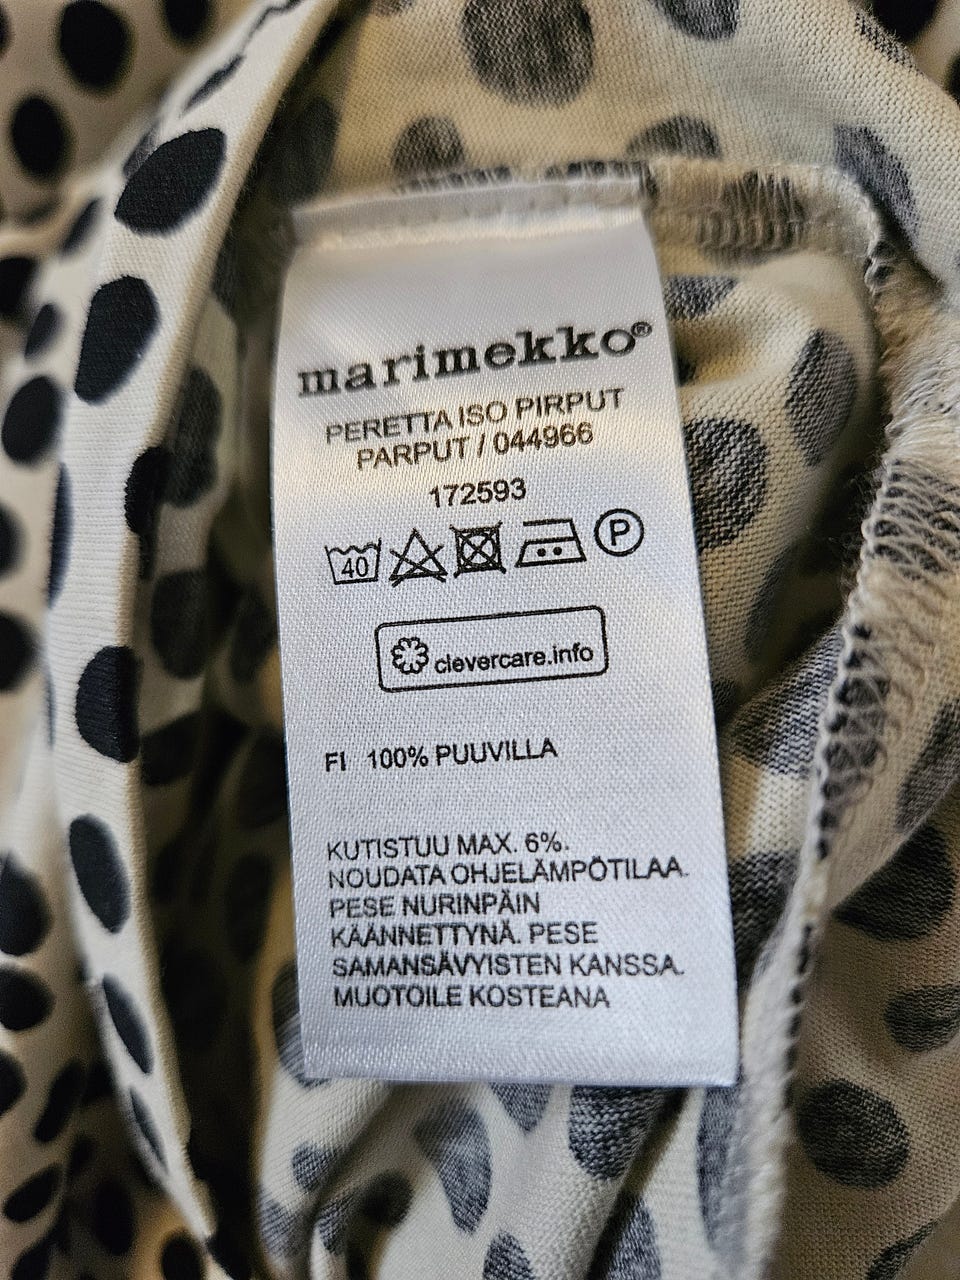 marimekko®
PERETTA ISO PIRPUT
PARPUT / 044966
172593
40 P
clevercare.info
FI 100% PUUVILLA
KUTISTUU MAX. 6%.
NOUDATA OHJELÄMPÖTILAA.
PESE NURINPÄIN
KÄÄNNETTYNÄ. PESE
SAMANSÄVYISTEN KANSSA.
MUOTOILE KOSTEANA